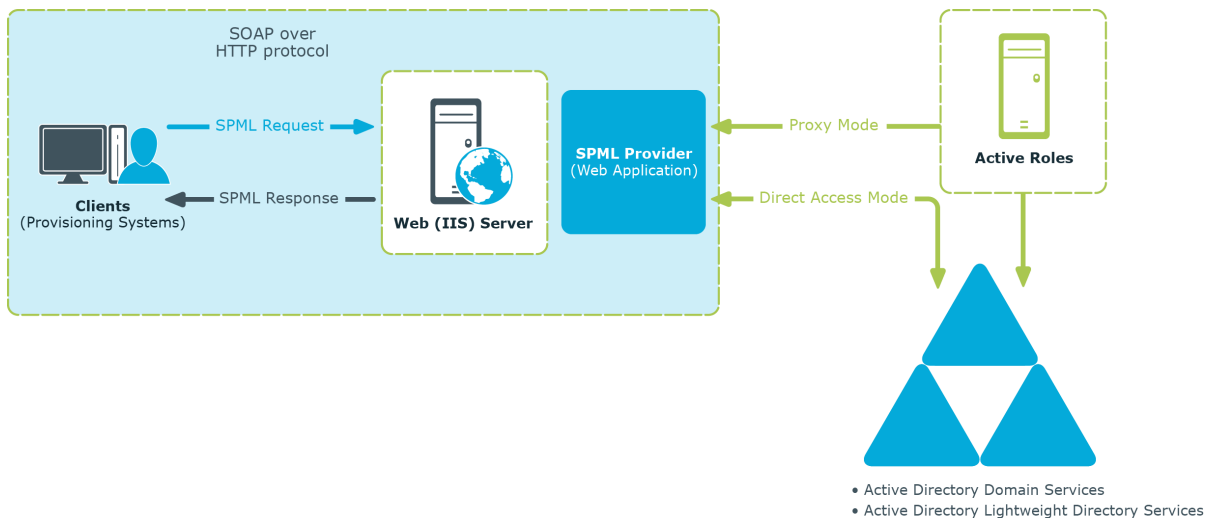 SOAP over
HTTP protocol
SPML Request
SPML Response
Clients
(Provisioning Systems)
Web (IIS) Server
SPML Provider
(Web Application)
Proxy Mode
Direct Access Mode
Active Roles
• Active Directory Domain Services
• Active Directory Lightweight Directory Services